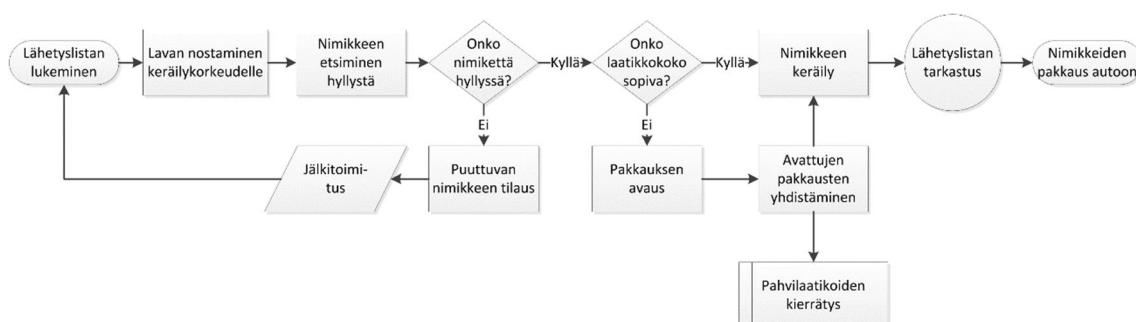 Lähetyslistan
lukeminen
Lavan nostaminen
keräilykorkeudelle
Nimikkeen
etsiminen
hyllystä
Onko
nimikettä
hyllyssä?
Kyllä
Onko
laatikkokoko
sopiva?
Kyllä
Nimikkeen
keräily
Lähetyslistan
tarkastus
Nimikkeiden
pakkaus autoon
Ei
Ei
Jälkitoimi-
tus
Puuttuvan
nimikkeen tilaus
Pakkauksen
avaus
Avattujen
pakkausten
yhdistäminen
Pahvilaatikoiden
kierrätys